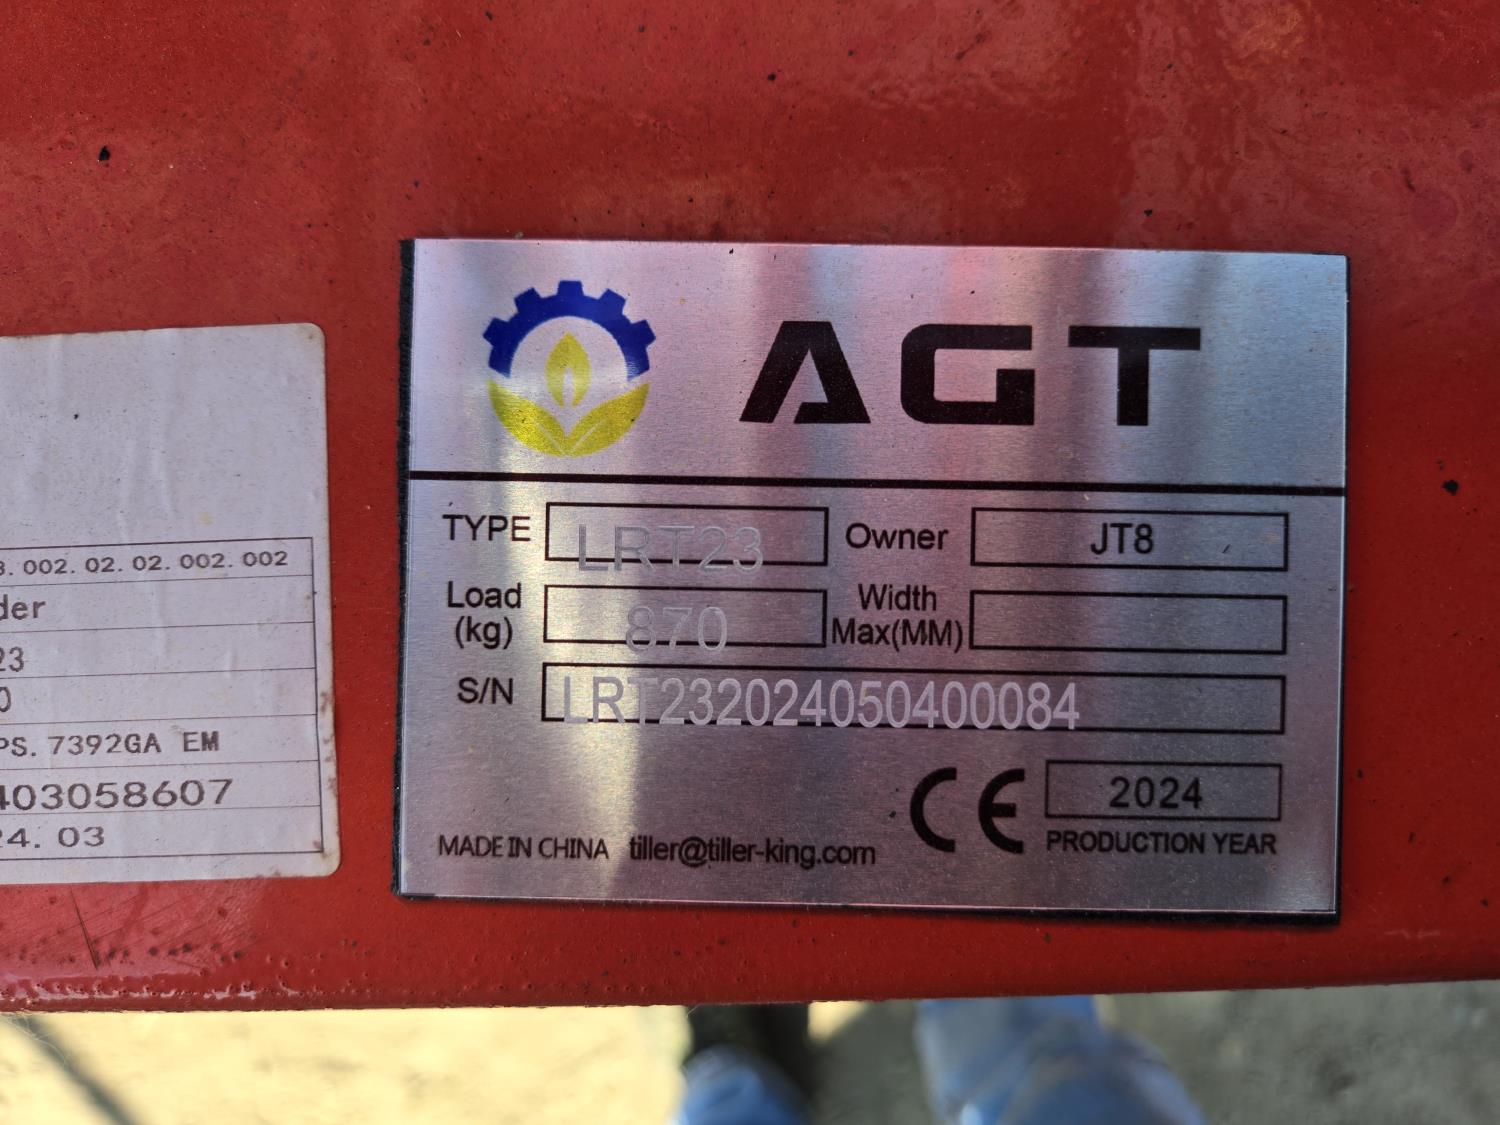 AGT
TYPE LRT23 Owner JT8
Load (kg) 870 Width Max(MM)
S/N LRT232024050400084
CE 2024
MADE IN CHINA tiller@tiller-king.com PRODUCTION YEAR
3. 002. 02. 02. 002. 002
der
23
0
PS. 7392GA EM
403058607
24. 03